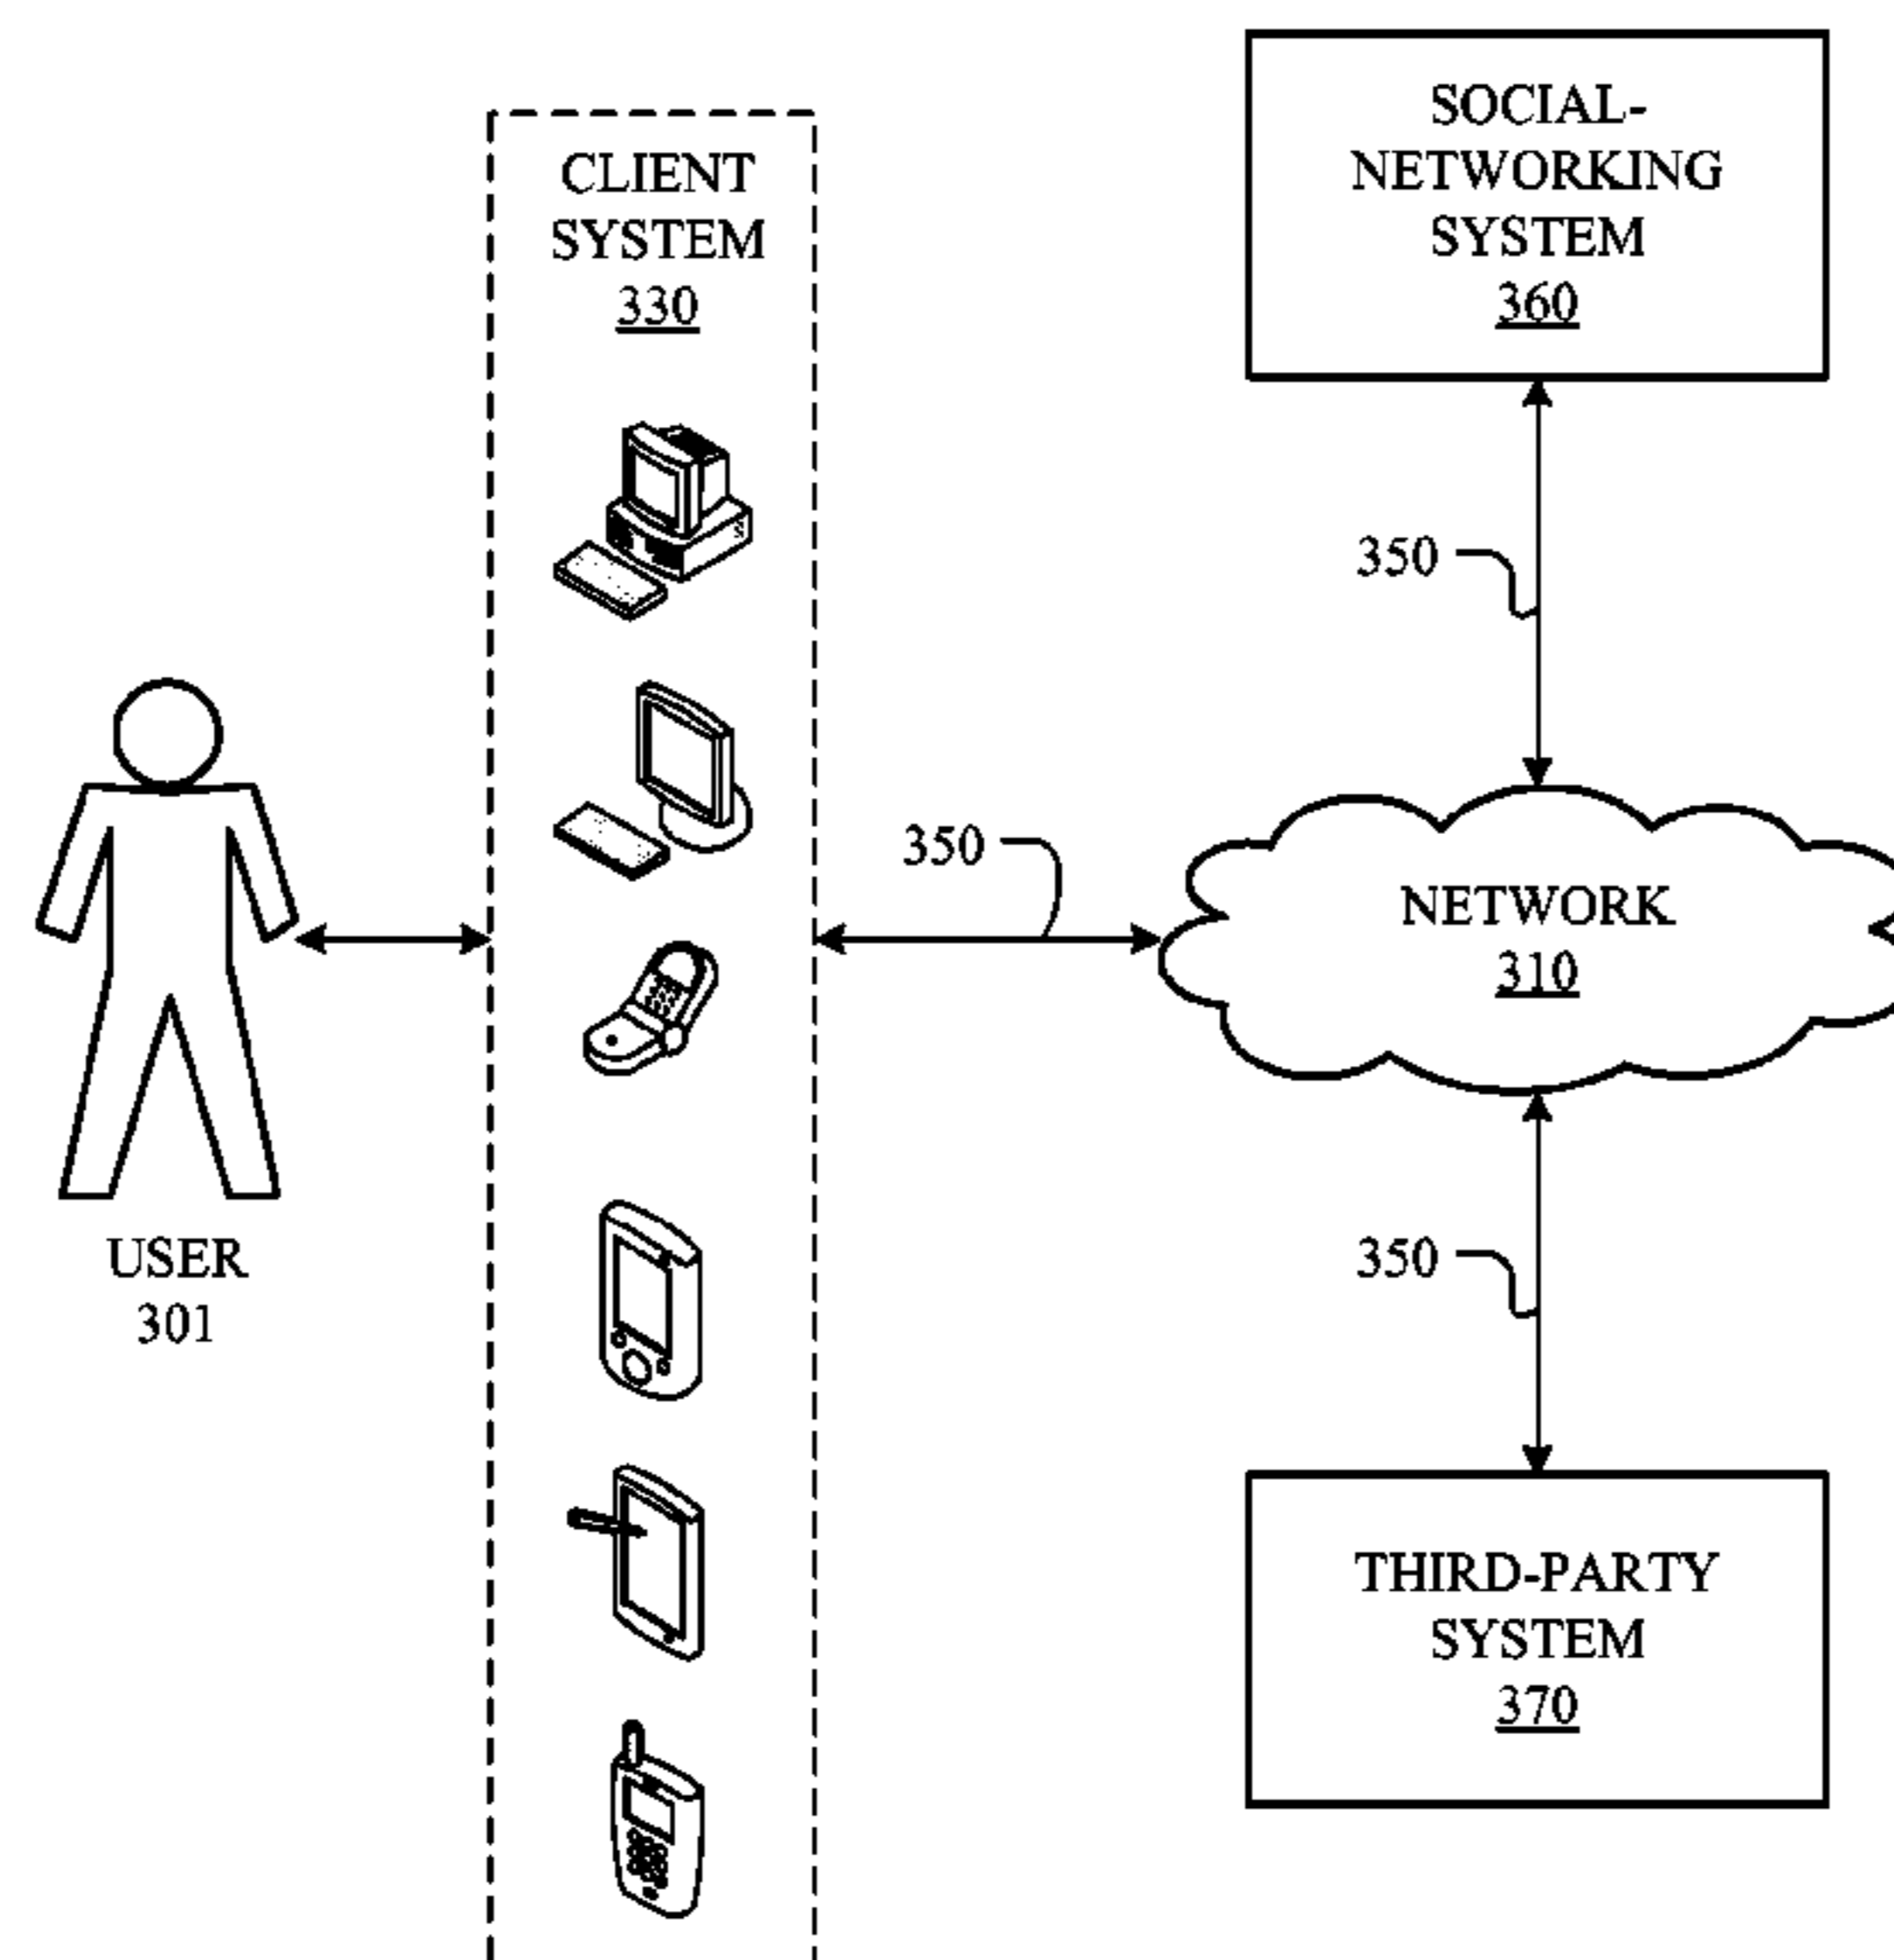 SOCIAL-
NETWORKING
SYSTEM
360
CLIENT
SYSTEM
330
350
350
NETWORK
310
USER
301
350
THIRD-PARTY
SYSTEM
370